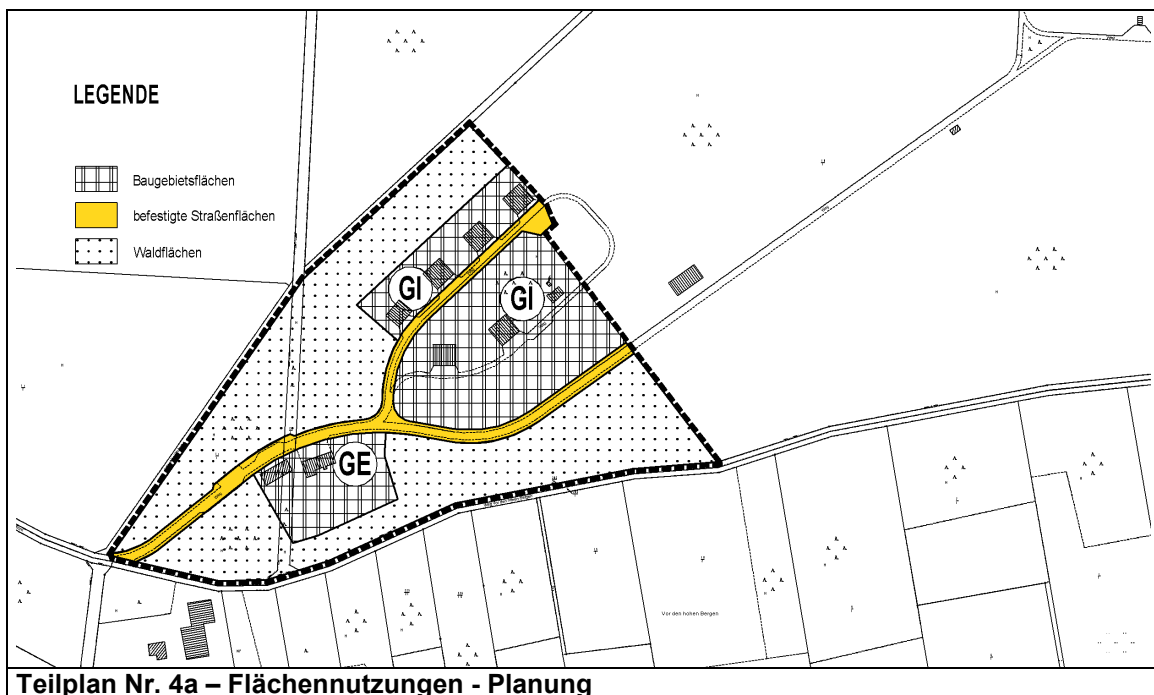 LEGENDE
Baugebietsflächen
befestigte Straßenflächen
Waldflächen
GI
GI
GE
Vor den hohen Bergen
Teilplan Nr. 4a – Flächennutzungen - Planung